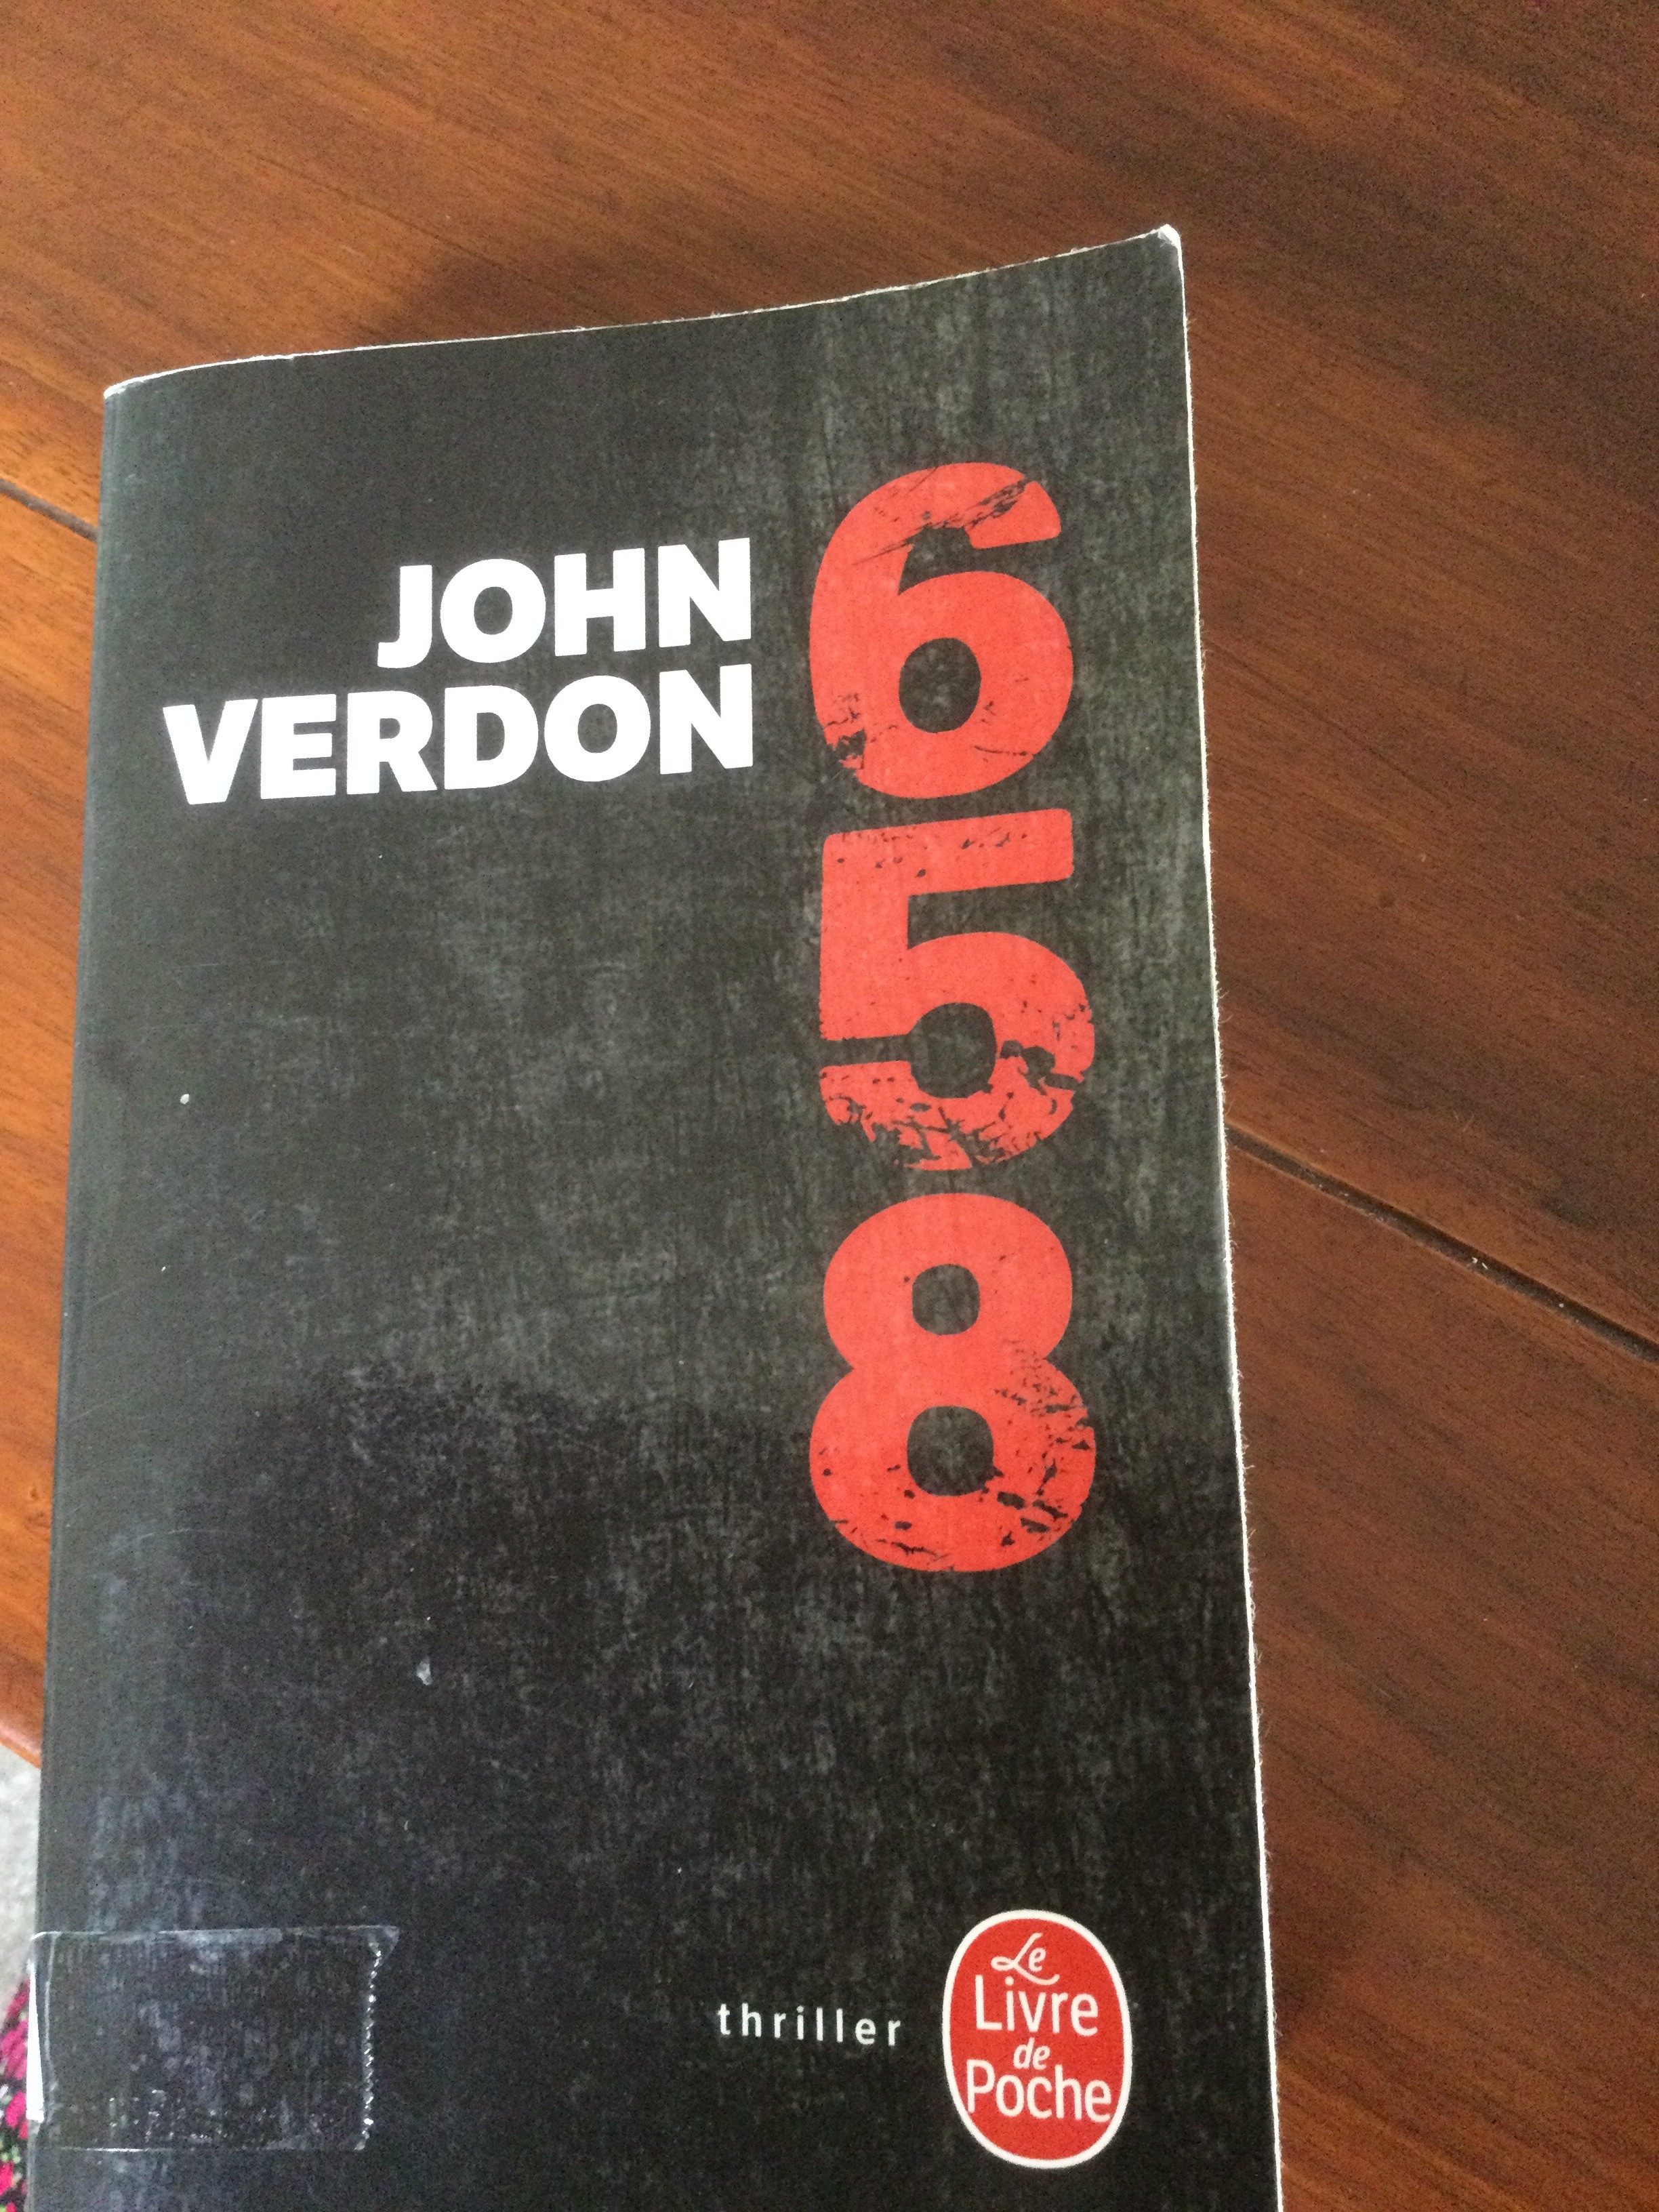 JOHN
VERDON
658
thriller
Le
Livre
de
Poche